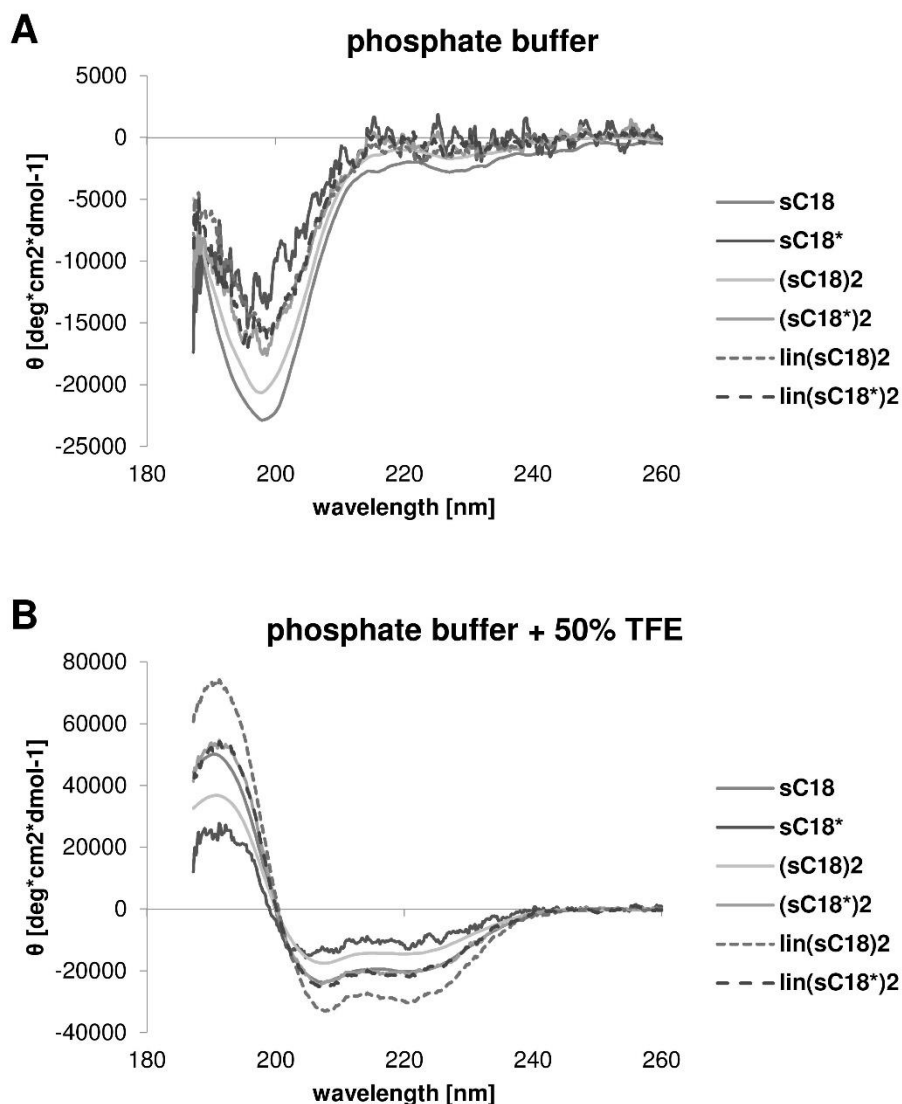 A
phosphate buffer
5000
0
-5000
-10000
-15000
-20000
-25000
θ [deg*cm2*dmol-1]
180 200 220 240 260
wavelength [nm]
sC18
sC18*
(sC18)2
(sC18*)2
lin(sC18)2
lin(sC18*)2
B
phosphate buffer + 50% TFE
80000
60000
40000
20000
0
-20000
-40000
θ [deg*cm2*dmol-1]
180 200 220 240 260
wavelength [nm]
sC18
sC18*
(sC18)2
(sC18*)2
lin(sC18)2
lin(sC18*)2